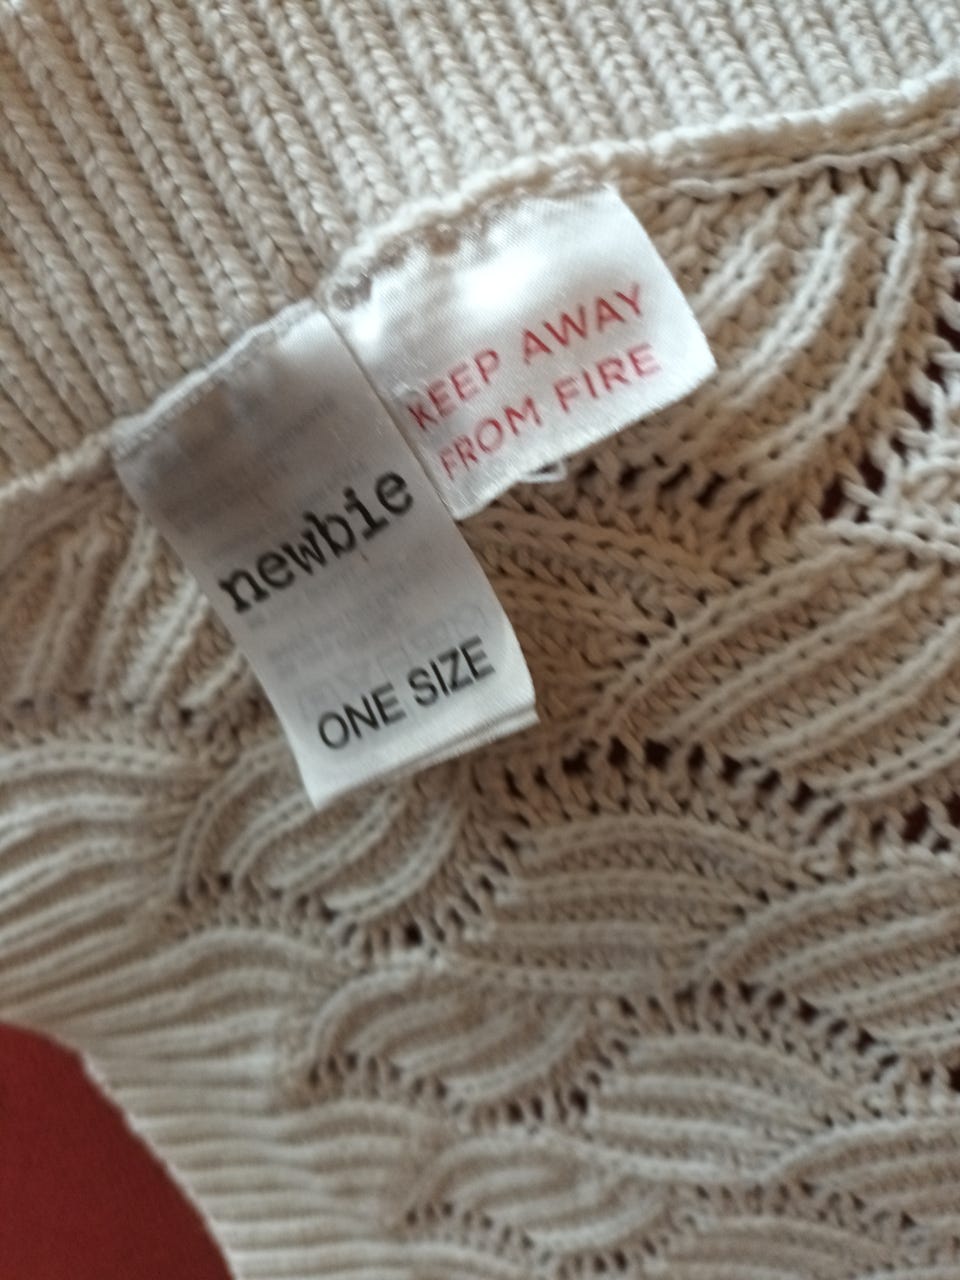 newbie
ONE SIZE
KEEP AWAY
FROM FIRE